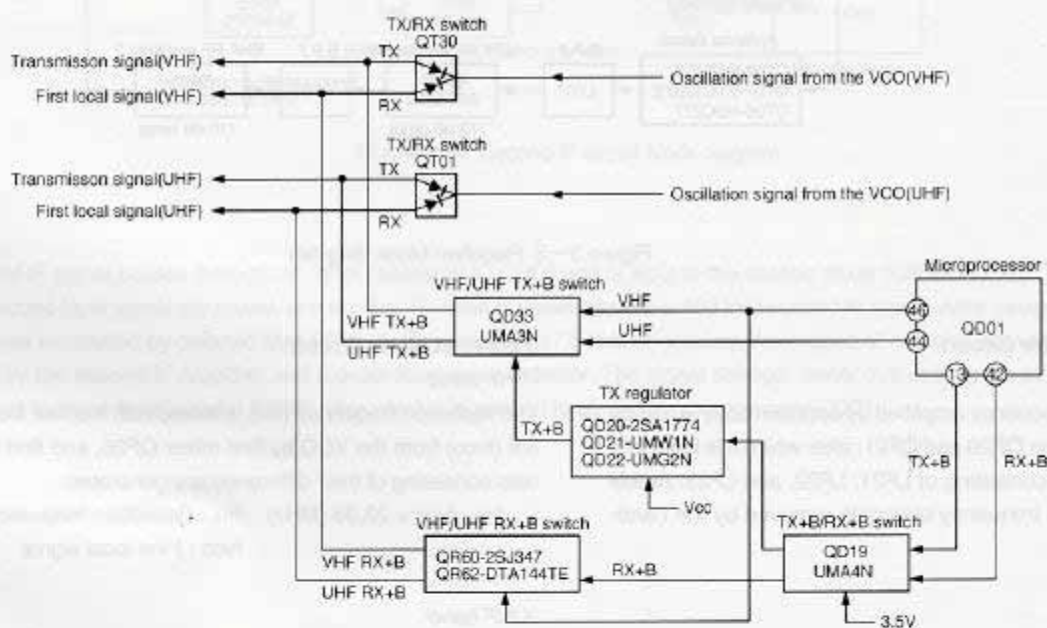 TX/RX switch
QT30
TX
Transmisson signal(VHF)
Oscillation signal from the VCO(VHF)
First local signal(VHF)
RX
TX/RX switch
QT01
TX
Transmisson signal(UHF)
Oscillation signal from the VCO(UHF)
First local signal(UHF)
RX
Microprocessor
VHF/UHF TX+B switch
VHF
46
QD33
UMA3N
QD01
VHF TX+B
UHF
44
UHF TX+B
13
42
TX regulator
TX+B
QD20-2SA1774
QD21-UMW1N
QD22-UMG2N
TX+B
RX+B
Vcc
VHF/UHF RX+B switch
TX+B/RX+B switch
VHF RX+B
QR60-2SJ347
QR62-DTA144TE
RX+B
QD19
UMA4N
UHF RX+B
3.5V